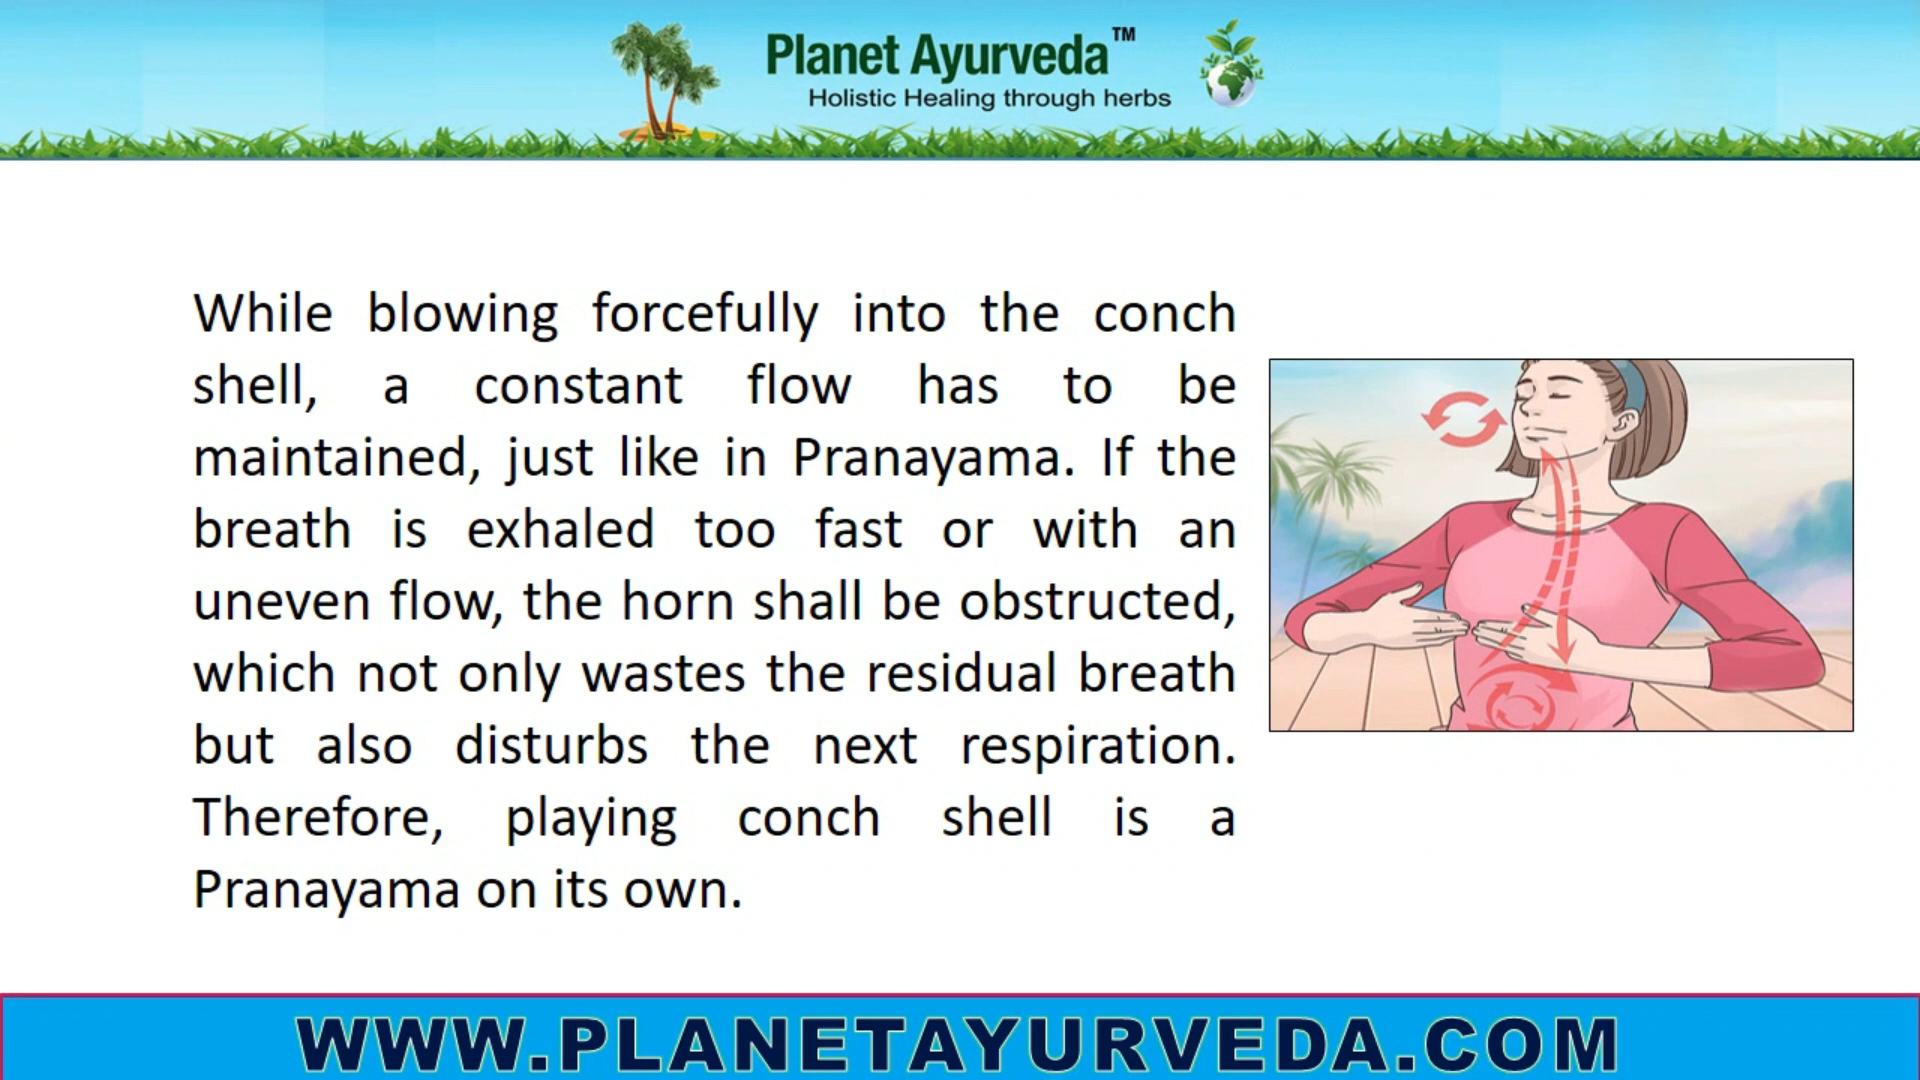 Planet Ayurveda™
Holistic Healing through herbs
While blowing forcefully into the conch
shell, a constant flow has to be
maintained, just like in Pranayama. If the
breath is exhaled too fast or with an
uneven flow, the horn shall be obstructed,
which not only wastes the residual breath
but also disturbs the next respiration.
Therefore, playing conch shell is a
Pranayama on its own.
WWW.PLANETAYURVEDA.COM